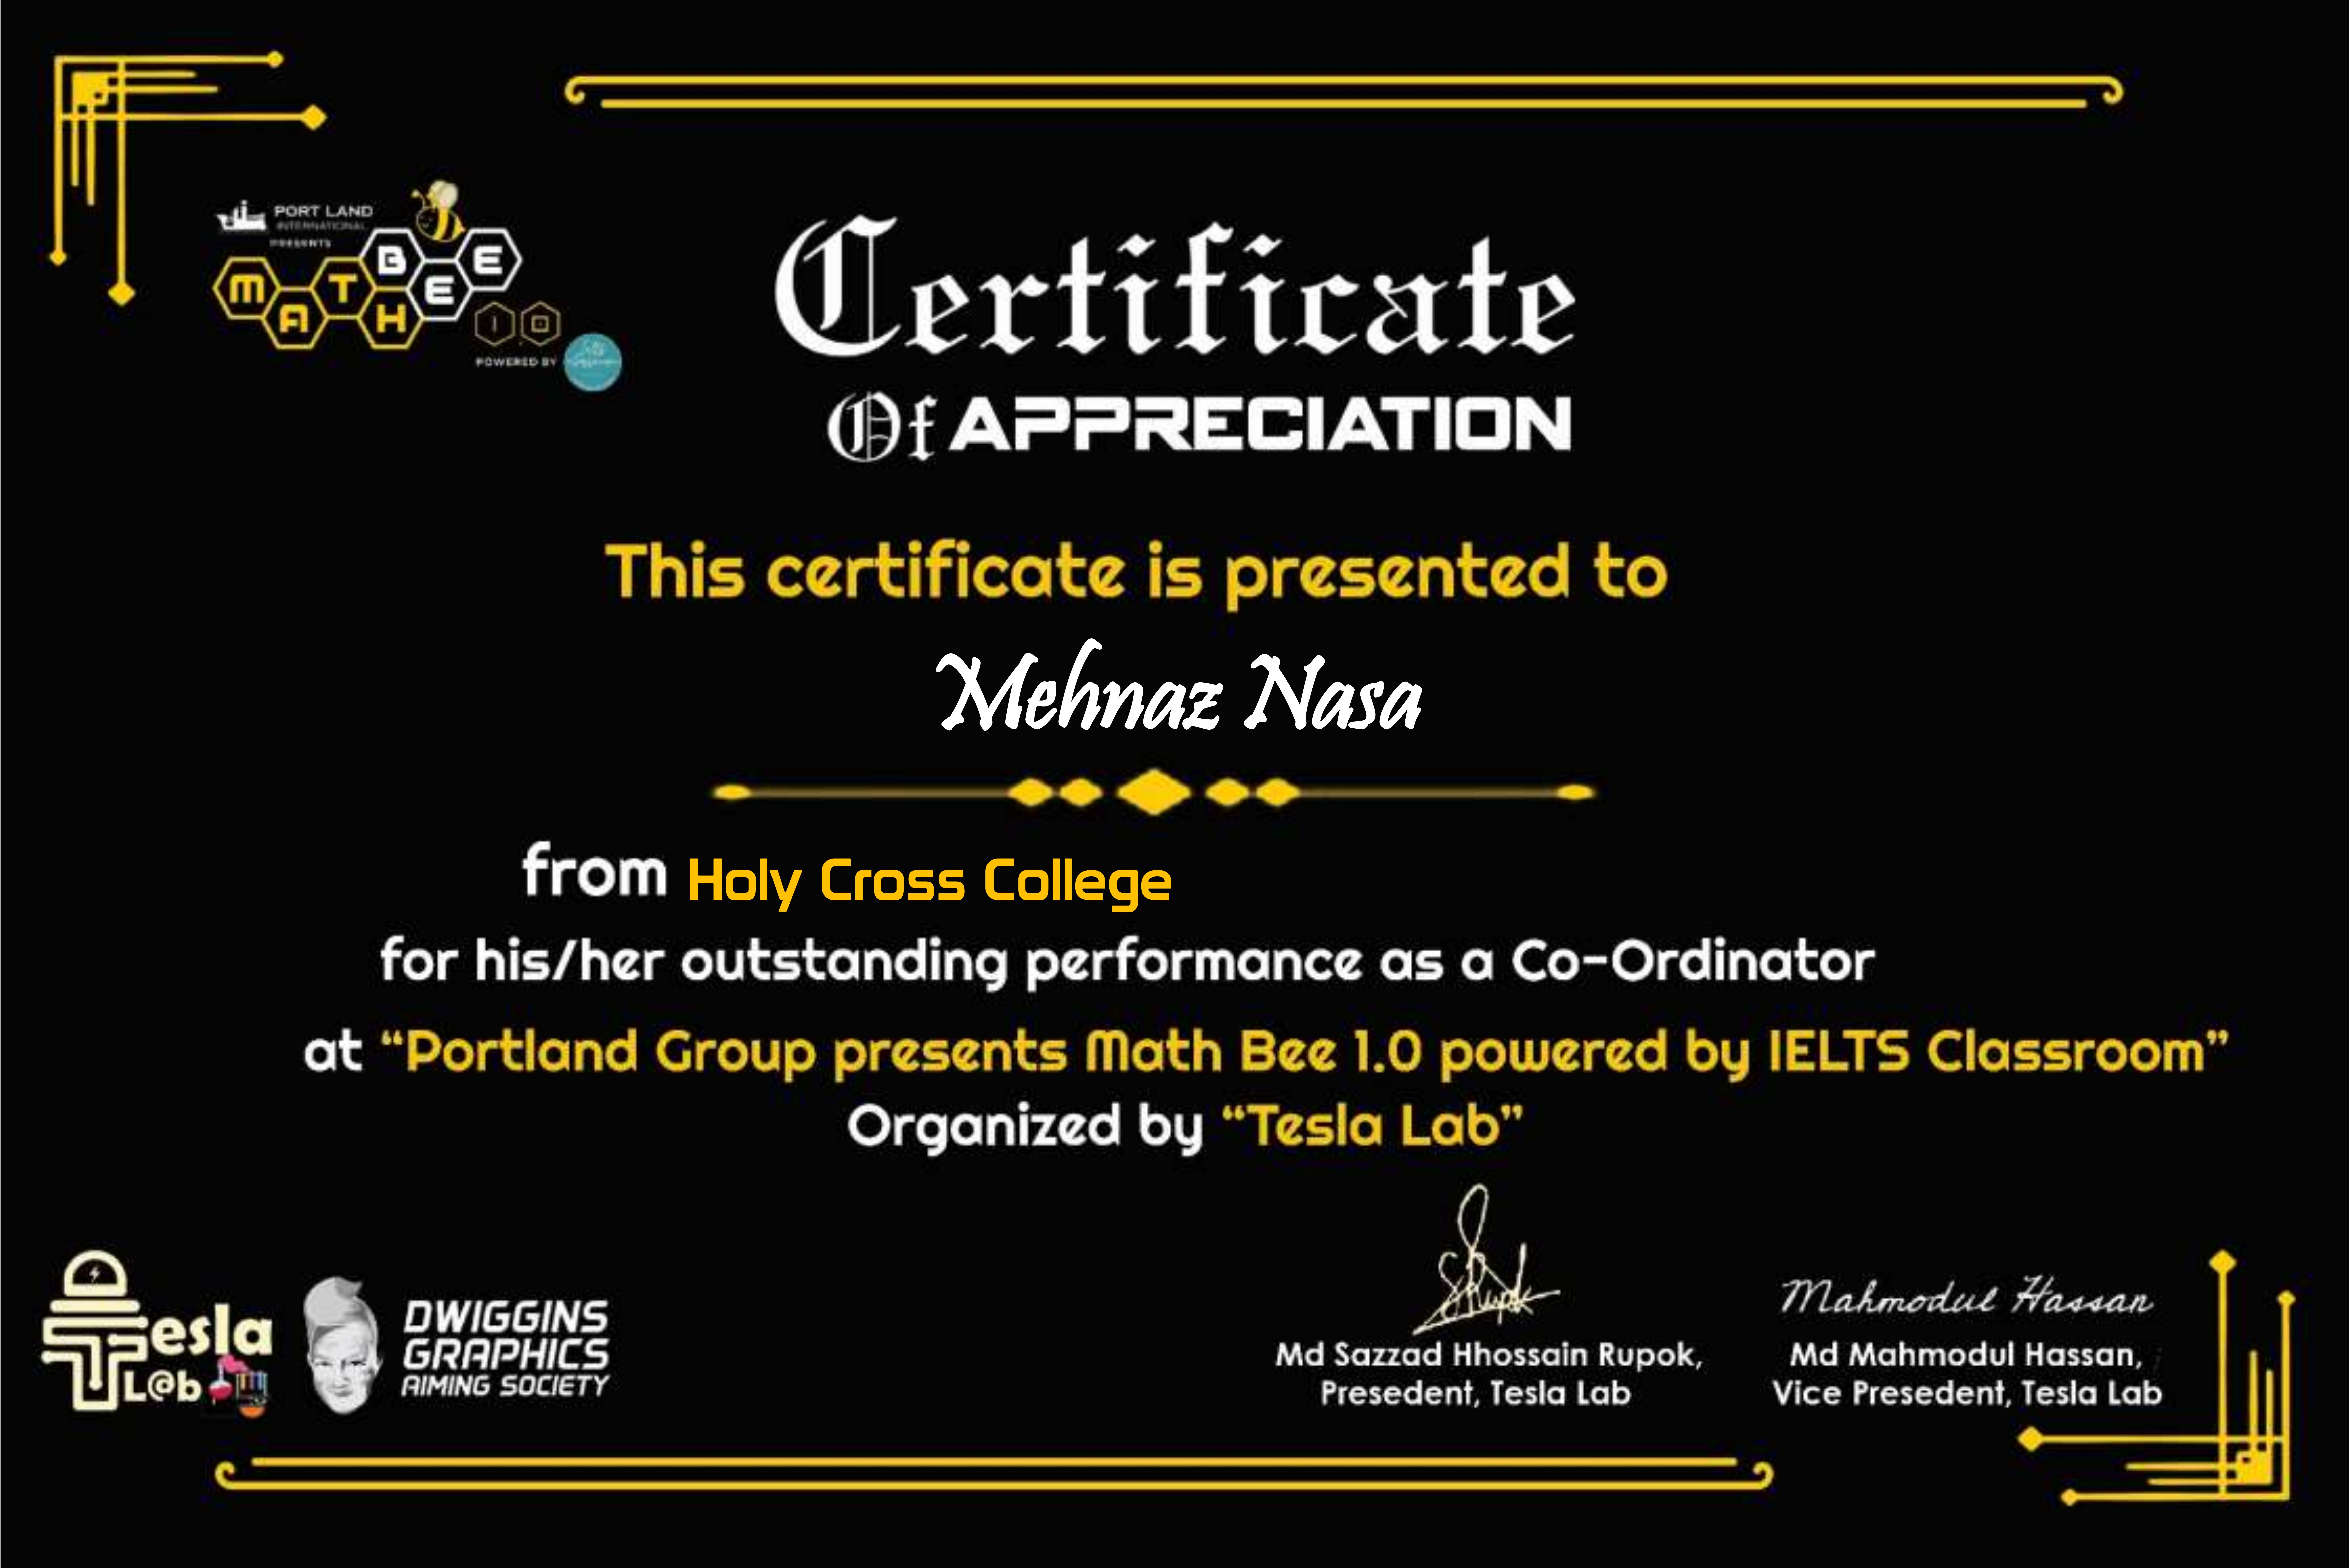 PORT LAND
INTERNATIONAL
PRESENTS
MATH BEE
1.0
POWERED BY
Certificate
Of APPRECIATION
This certificate is presented to
Mehnaz Nasa
from Holy Cross College
for his/her outstanding performance as a Co-Ordinator
at “Portland Group presents Math Bee 1.0 powered by IELTS Classroom”
Organized by “Tesla Lab”
Tesla
L@b
DWIGGINS
GRAPHICS
AIMING SOCIETY
Md Sazzad Hhossain Rupok,
Presedent, Tesla Lab
Mahmodul Hassan
Md Mahmodul Hassan,
Vice Presedent, Tesla Lab